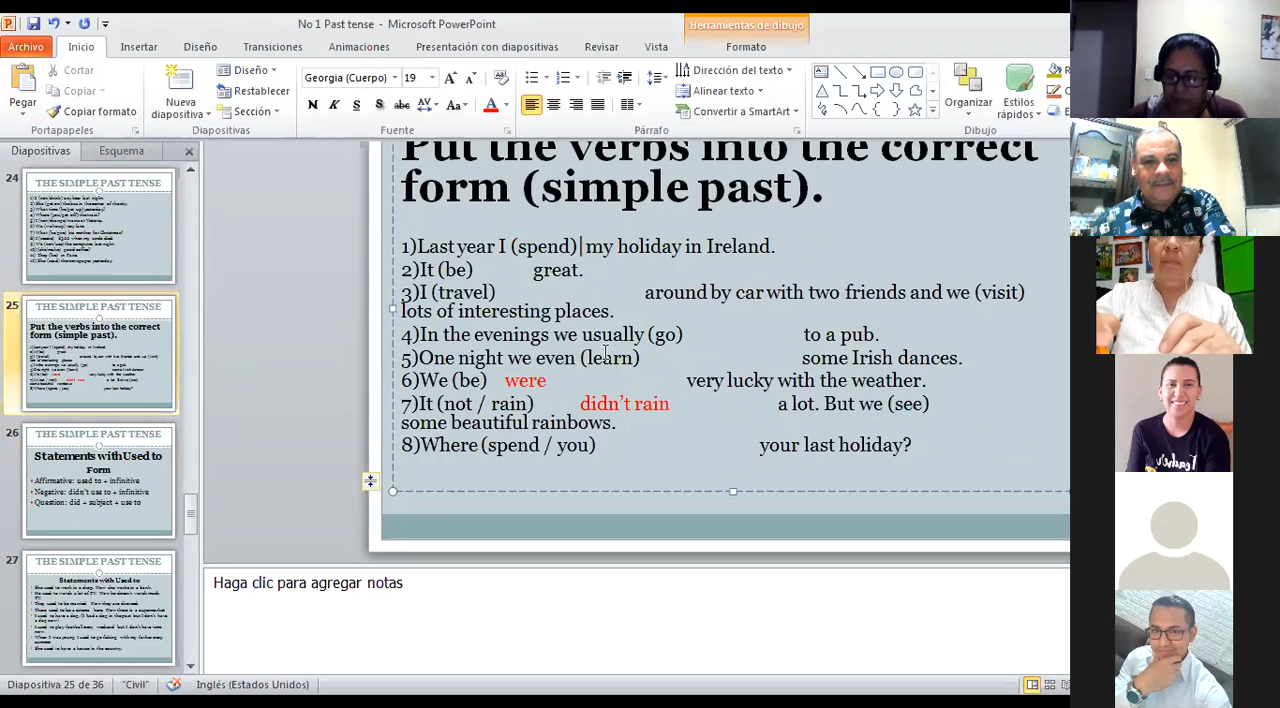 No 1 Past tense - Microsoft PowerPoint
Herramientas de dibujo
Archivo Inicio Insertar Diseño Transiciones Animaciones Presentación con diapositivas Revisar Vista Formato
Cortar
Copiar
Copiar formato
Pegar
Portapapeles
Nueva diapositiva
Diseño
Restablecer
Sección
Diapositivas
Georgia (Cuerpo) 19
Fuente
Dirección del texto
Alinear texto
Convertir a SmartArt
Párrafo
Organizar
Estilos rápidos
Dibujo
Diapositivas Esquema
24
THE SIMPLE PAST TENSE
25
THE SIMPLE PAST TENSE
Put the verbs into the correct form (simple past).
26
THE SIMPLE PAST TENSE
Statements with Used to
Form
Affirmative: used to + infinitive
Negative: didn't use to + infinitive
Question: did + subject + use to
27
THE SIMPLE PAST TENSE
Statements with Used to
Put the verbs into the correct
form (simple past).
1)Last year I (spend) my holiday in Ireland.
2)It (be) great.
3)I (travel) around by car with two friends and we (visit)
lots of interesting places.
4)In the evenings we usually (go) to a pub.
5)One night we even (learn) some Irish dances.
6)We (be) were very lucky with the weather.
7)It (not / rain) didn't rain a lot. But we (see)
some beautiful rainbows.
8)Where (spend / you) your last holiday?
Haga clic para agregar notas
Diapositiva 25 de 36 "Civil" Inglés (Estados Unidos)